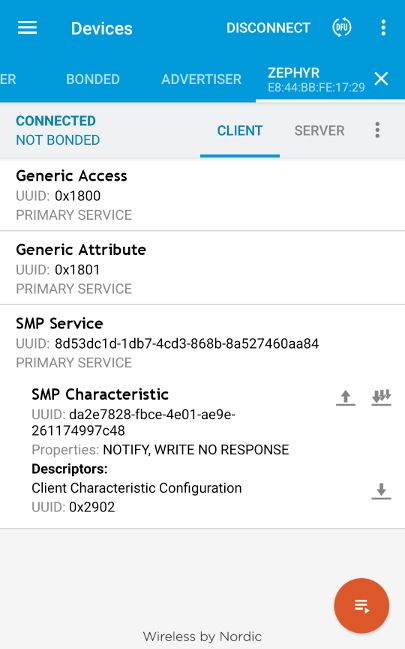 Devices
DISCONNECT
DFU
ER
BONDED
ADVERTISER
ZEPHYR
E8:44:BB:FE:17:29
CONNECTED
NOT BONDED
CLIENT
SERVER
Generic Access
UUID: 0x1800
PRIMARY SERVICE
Generic Attribute
UUID: 0x1801
PRIMARY SERVICE
SMP Service
UUID: 8d53dc1d-1db7-4cd3-868b-8a527460aa84
PRIMARY SERVICE
SMP Characteristic
UUID: da2e7828-fbce-4e01-ae9e-
261174997c48
Properties: NOTIFY, WRITE NO RESPONSE
Descriptors:
Client Characteristic Configuration
UUID: 0x2902
Wireless by Nordic